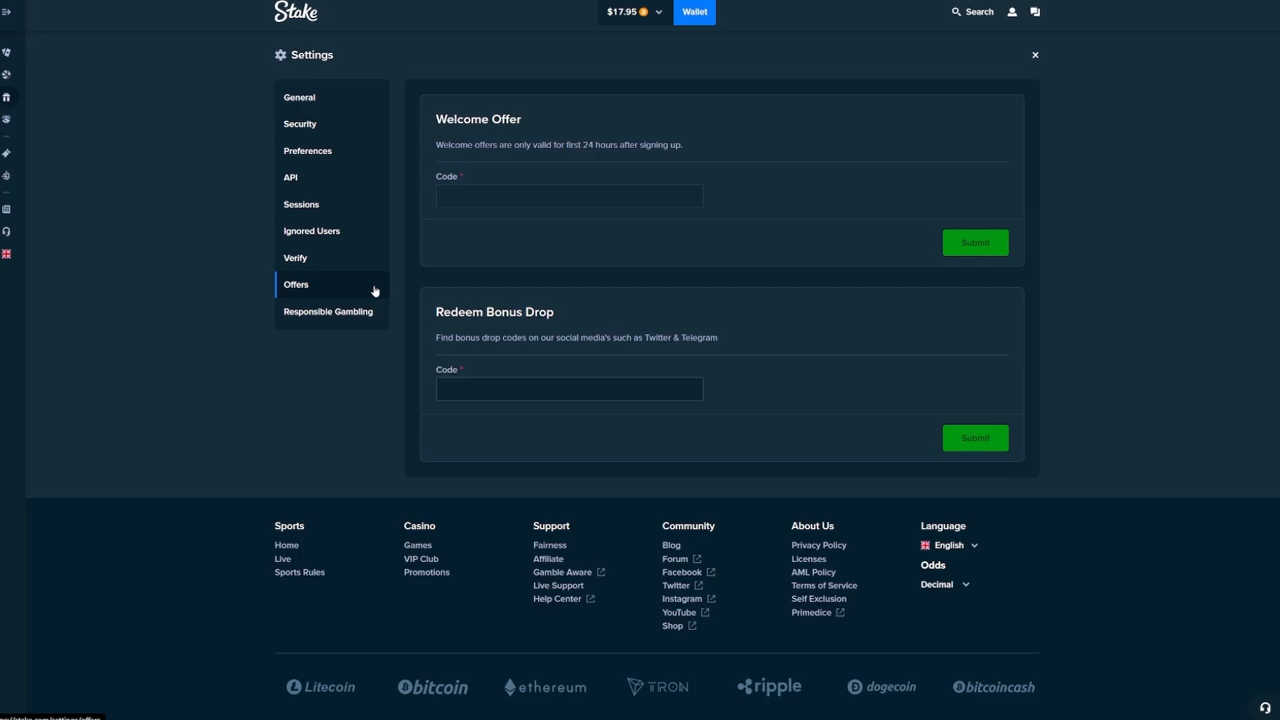 Stake
$17.95
Wallet
Search
Settings
General
Security
Preferences
API
Sessions
Ignored Users
Verify
Offers
Responsible Gambling
Welcome Offer
Welcome offers are only valid for first 24 hours after signing up.
Code *
Submit
Redeem Bonus Drop
Find bonus drop codes on our social media's such as Twitter & Telegram
Code *
Submit
Sports
Home
Live
Sports Rules
Casino
Games
VIP Club
Promotions
Support
Fairness
Affiliate
Gamble Aware
Live Support
Help Center
Community
Blog
Forum
Facebook
Twitter
Instagram
YouTube
Shop
About Us
Privacy Policy
Licenses
AML Policy
Terms of Service
Self Exclusion
Primedice
Language
English
Odds
Decimal
Litecoin
bitcoin
ethereum
TRON
ripple
dogecoin
bitcoincash